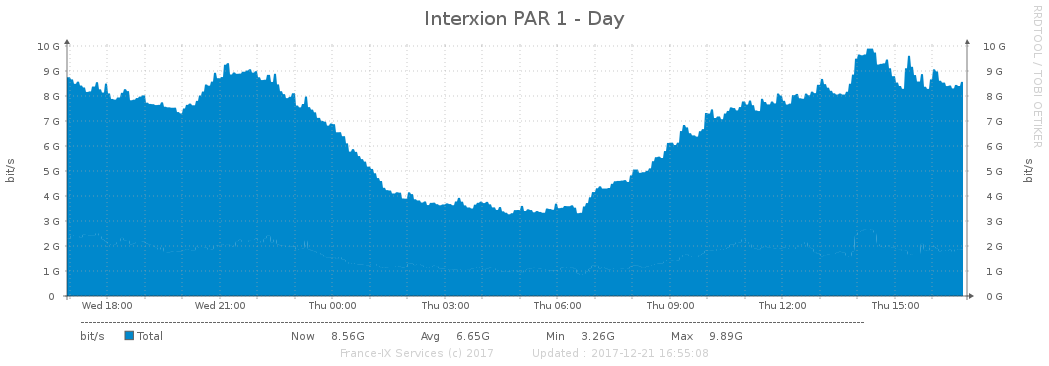 Interxion PAR 1 - Day
RRDTOOL / TOBI OETIKER
10 G 10 G
9 G 9 G
8 G 8 G
7 G 7 G
6 G 6 G
5 G 5 G
4 G 4 G
3 G 3 G
2 G 2 G
1 G 1 G
0 0 G
bit/s bit/s
Wed 18:00 Wed 21:00 Thu 00:00 Thu 03:00 Thu 06:00 Thu 09:00 Thu 12:00 Thu 15:00
bit/s Total Now 8.56G Avg 6.65G Min 3.26G Max 9.89G
France-IX Services (c) 2017 Updated : 2017-12-21 16:55:08